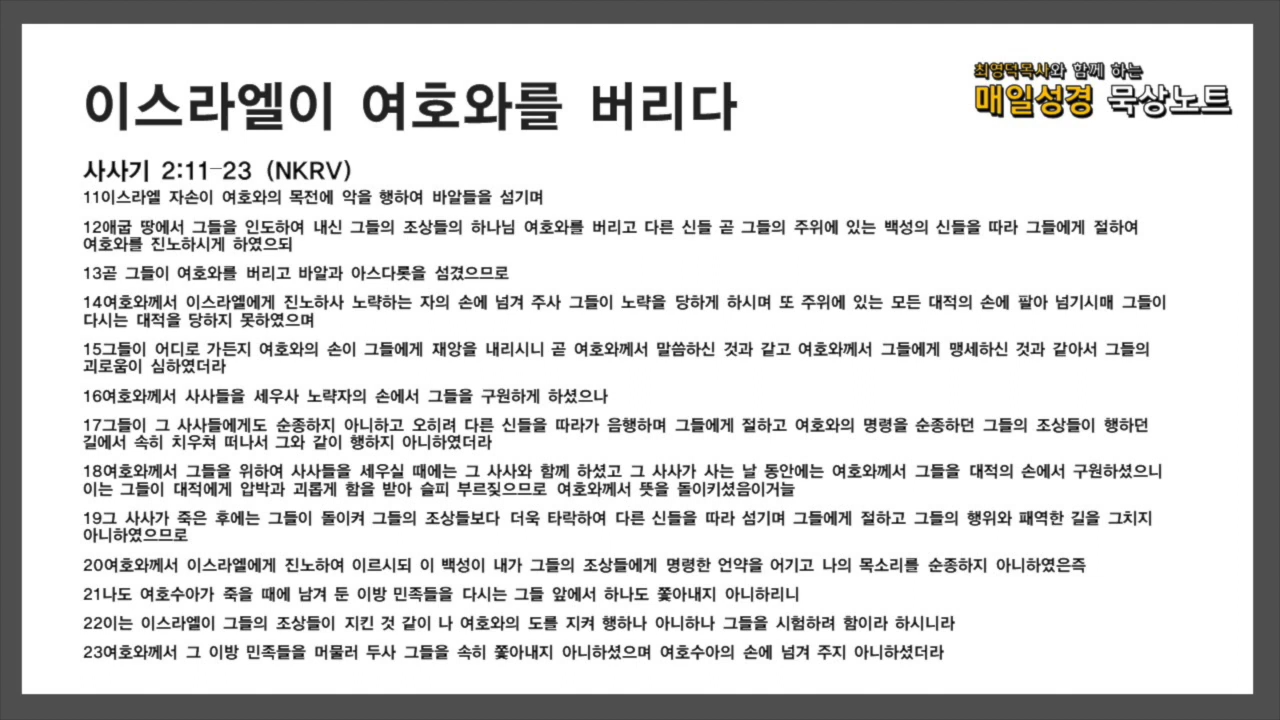 최영덕목사와 함께 하는
매일성경 묵상노트
이스라엘이 여호와를 버리다
사사기 2:11-23 (NKRV)
11이스라엘 자손이 여호와의 목전에 악을 행하여 바알들을 섬기며
12애굽 땅에서 그들을 인도하여 내신 그들의 조상들의 하나님 여호와를 버리고 다른 신들 곧 그들의 주위에 있는 백성의 신들을 따라 그들에게 절하여
여호와를 진노하시게 하였으되
13곧 그들이 여호와를 버리고 바알과 아스다롯을 섬겼으므로
14여호와께서 이스라엘에게 진노하사 노략하는 자의 손에 넘겨 주사 그들이 노략을 당하게 하시며 또 주위에 있는 모든 대적의 손에 팔아 넘기시매 그들이
다시는 대적을 당하지 못하였으며
15그들이 어디로 가든지 여호와의 손이 그들에게 재앙을 내리시니 곧 여호와께서 말씀하신 것과 같고 여호와께서 그들에게 맹세하신 것과 같아서 그들의
괴로움이 심하였더라
16여호와께서 사사들을 세우사 노략자의 손에서 그들을 구원하게 하셨으나
17그들이 그 사사들에게도 순종하지 아니하고 오히려 다른 신들을 따라가 음행하며 그들에게 절하고 여호와의 명령을 순종하던 그들의 조상들이 행하던
길에서 속히 치우쳐 떠나서 그와 같이 행하지 아니하였더라
18여호와께서 그들을 위하여 사사들을 세우실 때에는 그 사사와 함께 하셨고 그 사사가 사는 날 동안에는 여호와께서 그들을 대적의 손에서 구원하셨으니
이는 그들이 대적에게 압박과 괴롭게 함을 받아 슬피 부르짖으므로 여호와께서 뜻을 돌이키셨음이거늘
19그 사사가 죽은 후에는 그들이 돌이켜 그들의 조상들보다 더욱 타락하여 다른 신들을 따라 섬기며 그들에게 절하고 그들의 행위와 패역한 길을 그치지
아니하였으므로
20여호와께서 이스라엘에게 진노하여 이르시되 이 백성이 내가 그들의 조상들에게 명령한 언약을 어기고 나의 목소리를 순종하지 아니하였은즉
21나도 여호수아가 죽을 때에 남겨 둔 이방 민족들을 다시는 그들 앞에서 하나도 쫓아내지 아니하리니
22이는 이스라엘이 그들의 조상들이 지킨 것 같이 나 여호와의 도를 지켜 행하나 아니하나 그들을 시험하려 함이라 하시니라
23여호와께서 그 이방 민족들을 머물러 두사 그들을 속히 쫓아내지 아니하셨으며 여호수아의 손에 넘겨 주지 아니하셨더라